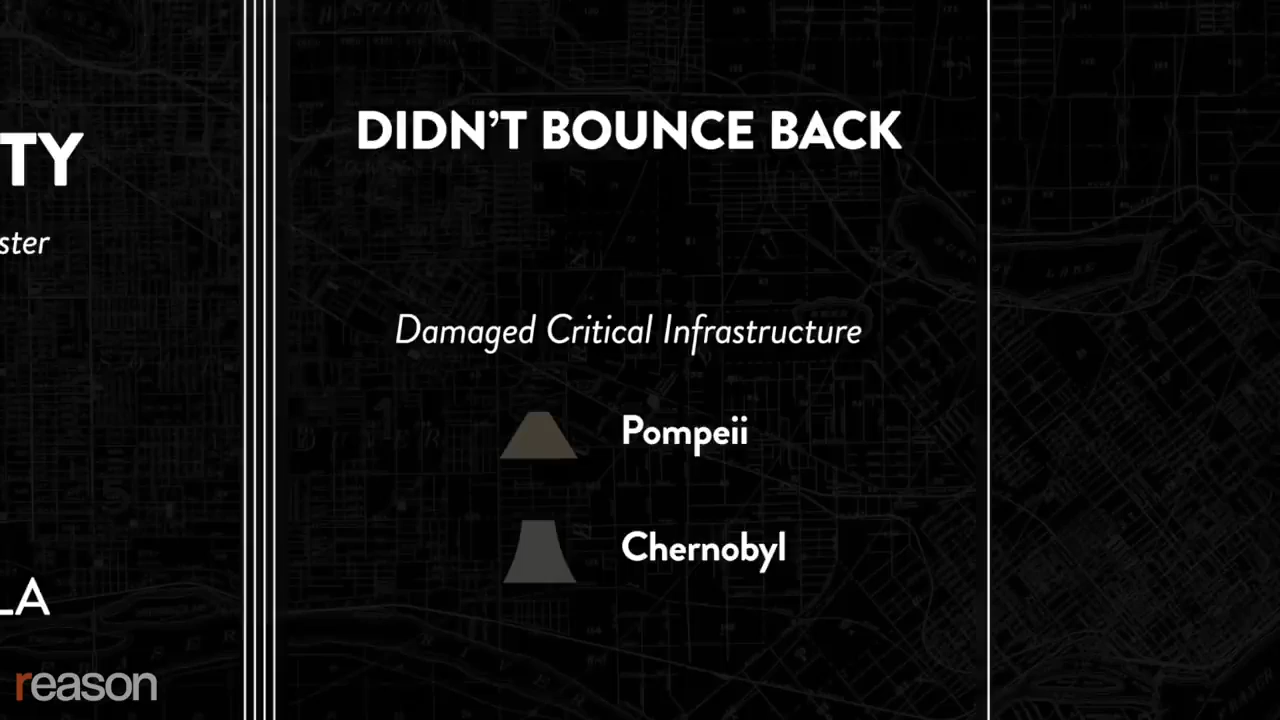 TY
ster
LA
DIDN'T BOUNCE BACK
Damaged Critical Infrastructure
Pompeii
Chernobyl
reason